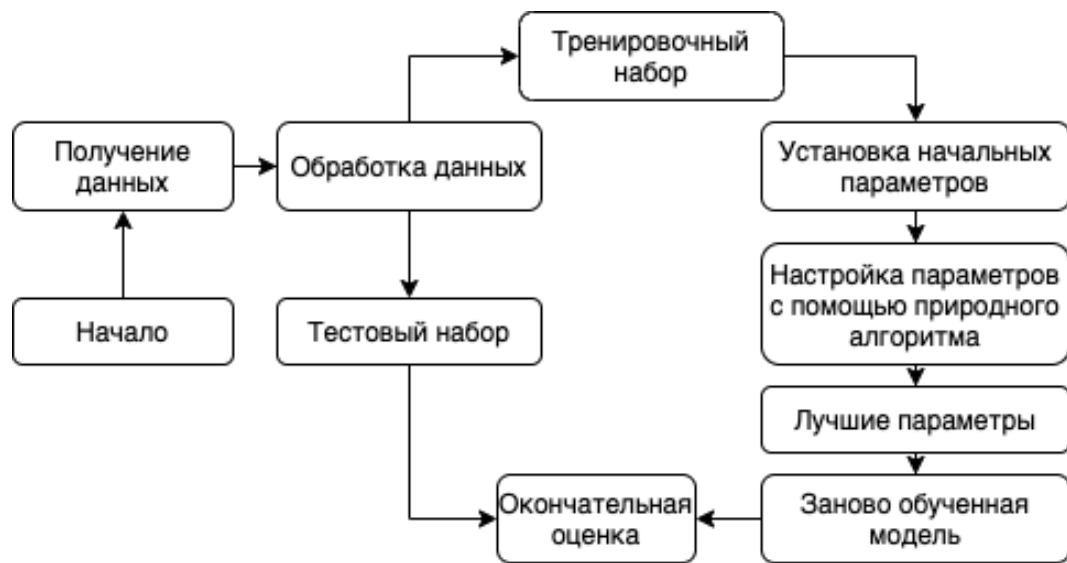 Тренировочный
набор
Получение
данных
Обработка данных
Установка начальных
параметров
Настройка параметров
с помощью природного
алгоритма
Начало
Тестовый набор
Лучшие параметры
Окончательная
оценка
Заново обученная
модель